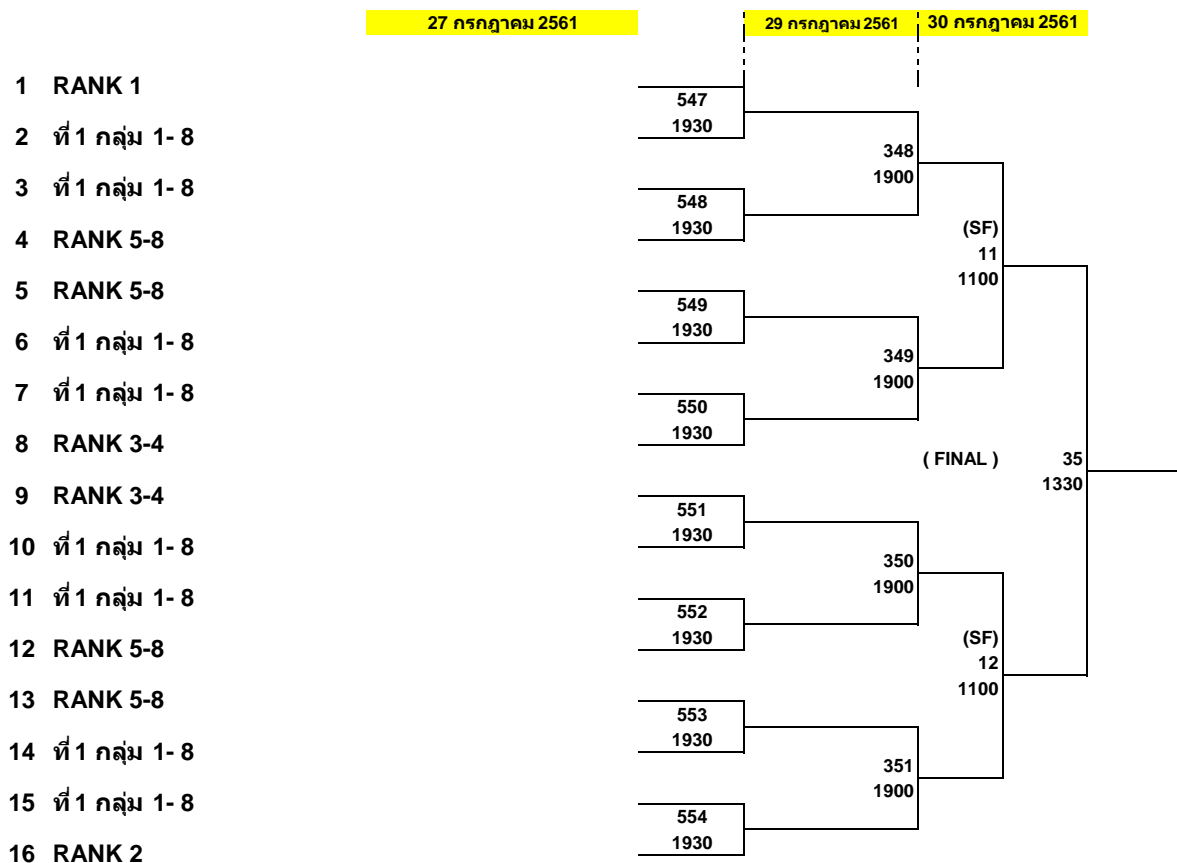 27 กรกฎาคม 2561 29 กรกฎาคม 2561 30 กรกฎาคม 2561
1 RANK 1
547
1930
2 ที่ 1 กลุ่ม 1- 8
348
1900
3 ที่ 1 กลุ่ม 1- 8
548
1930
4 RANK 5-8
(SF)
11
1100
5 RANK 5-8
549
1930
6 ที่ 1 กลุ่ม 1- 8
349
1900
7 ที่ 1 กลุ่ม 1- 8
550
1930
8 RANK 3-4
( FINAL ) 35
1330
9 RANK 3-4
551
1930
10 ที่ 1 กลุ่ม 1- 8
350
1900
11 ที่ 1 กลุ่ม 1- 8
552
1930
12 RANK 5-8
(SF)
12
1100
13 RANK 5-8
553
1930
14 ที่ 1 กลุ่ม 1- 8
351
1900
15 ที่ 1 กลุ่ม 1- 8
554
1930
16 RANK 2